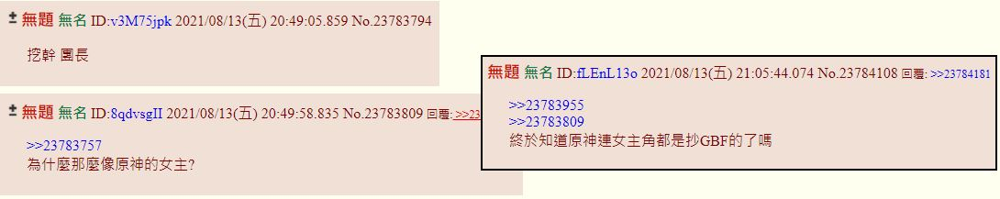 無題 無名 ID:v3M75jpk 2021/08/13(五) 20:49:05.859 No.23783794
挖幹 團長
無題 無名 ID:8qdvsgII 2021/08/13(五) 20:49:58.835 No.23783809 回覆: >>23
>>23783757
為什麼那麼像原神的女主?
無題 無名 ID:fLEnL13o 2021/08/13(五) 21:05:44.074 No.23784108 回覆: >>23784181
>>23783955
>>23783809
終於知道原神連女主角都是抄GBF的了嗎